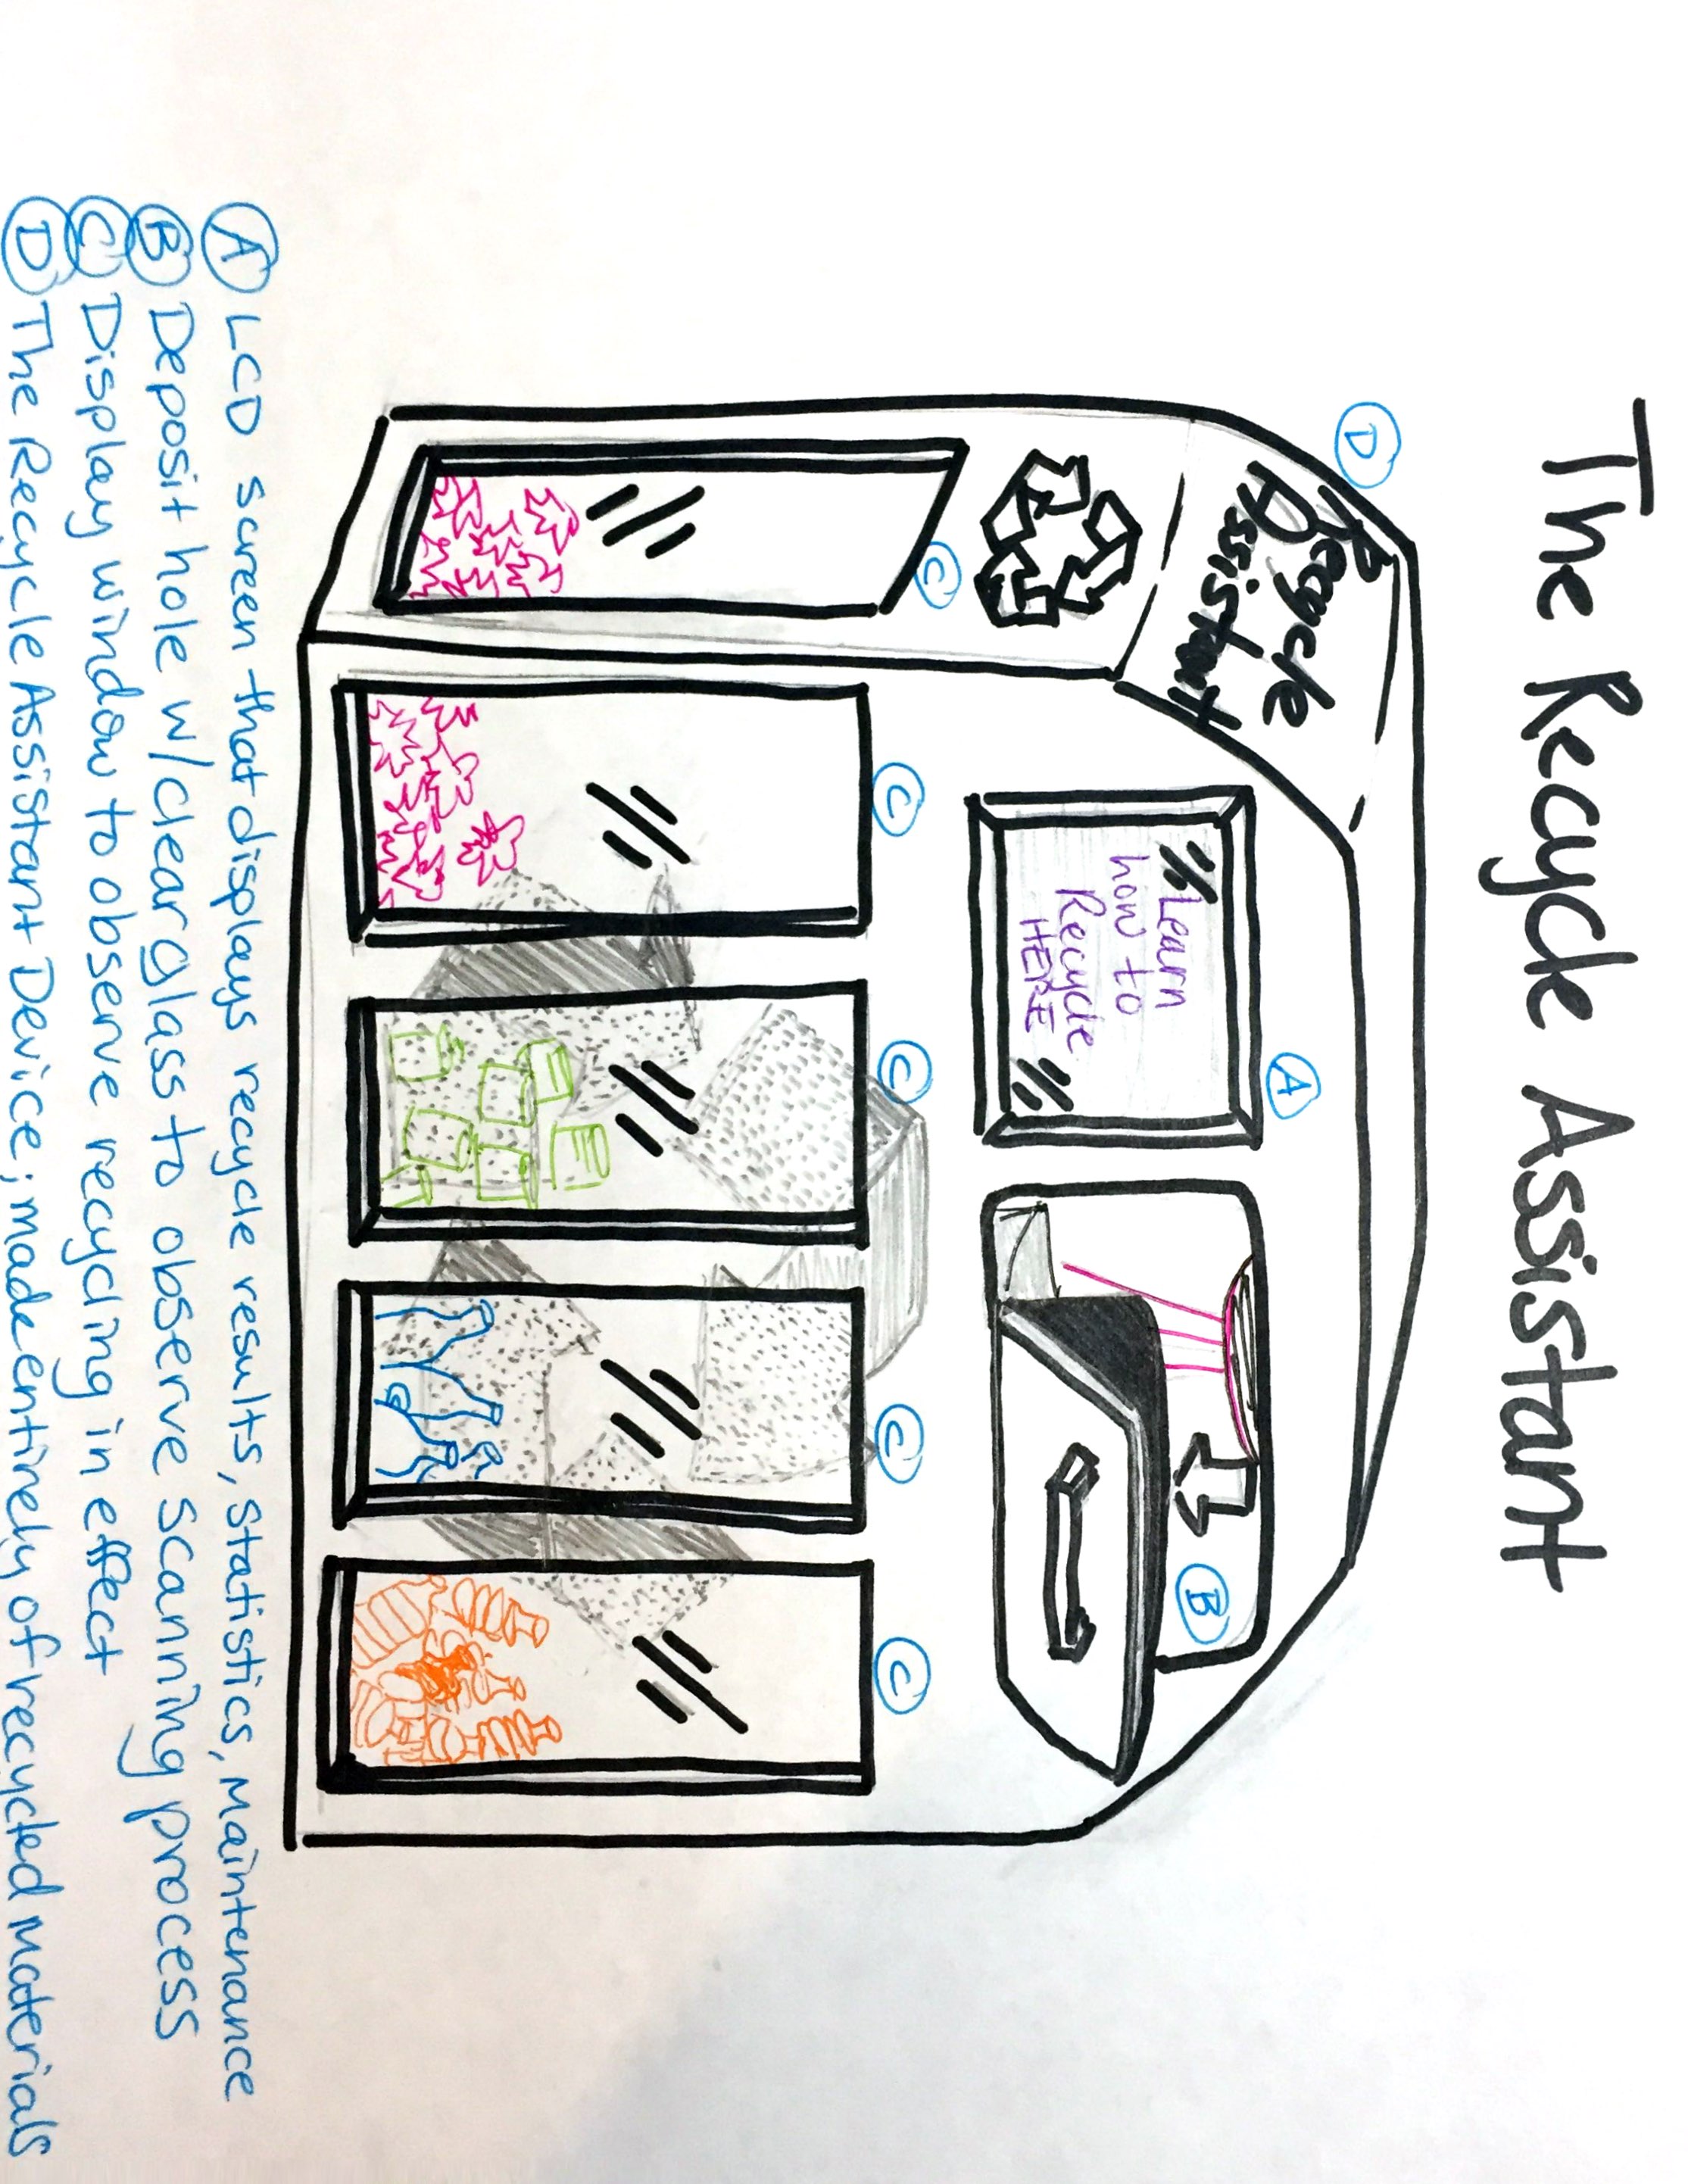 The Recycle Assistant
D
Recycle
Assistant
A
Learn
how to
Recycle
HERE
B
C
C
C
C
C
A LCD screen that displays recycle results, statistics, maintenance
B Deposit hole w/clear glass to observe scanning process
C Display window to observe recycling in effect
D The Recycle Assistant Device; made entirely of recycled materials